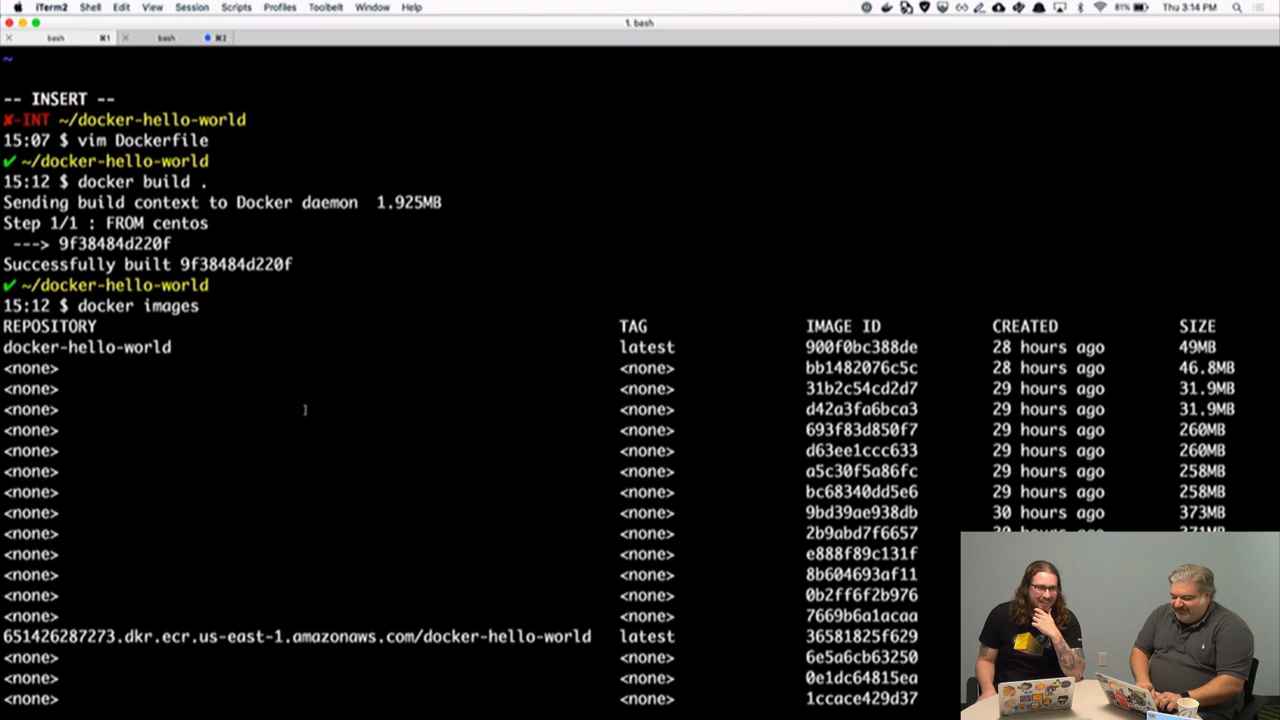 iTerm2 Shell Edit View Session Scripts Profiles Toolbelt Window Help 81% Thu 3:14 PM
1. bash
bash ⌘1 bash ⌘2
~
-- INSERT --
✘-INT ~/docker-hello-world
15:07 $ vim Dockerfile
✔ ~/docker-hello-world
15:12 $ docker build .
Sending build context to Docker daemon 1.925MB
Step 1/1 : FROM centos
---> 9f38484d220f
Successfully built 9f38484d220f
✔ ~/docker-hello-world
15:12 $ docker images
REPOSITORY TAG IMAGE ID CREATED SIZE
docker-hello-world latest 900f0bc388de 28 hours ago 49MB
<none> <none> bb1482076c5c 28 hours ago 46.8MB
<none> <none> 31b2c54cd2d7 29 hours ago 31.9MB
<none> <none> d42a3fa6bca3 29 hours ago 31.9MB
<none> <none> 693f83d850f7 29 hours ago 260MB
<none> <none> d63ee1ccc633 29 hours ago 260MB
<none> <none> a5c30f5a86fc 29 hours ago 258MB
<none> <none> bc68340dd5e6 29 hours ago 258MB
<none> <none> 9bd39ae938db 30 hours ago 373MB
<none> <none> 2b9abd7f6657 30 hours ago 371MB
<none> <none> e888f89c131f
<none> <none> 8b604693af11
<none> <none> 0b2ff6f2b976
<none> <none> 7669b6a1acaa
651426287273.dkr.ecr.us-east-1.amazonaws.com/docker-hello-world latest 36581825f629
<none> <none> 6e5a6cb63250
<none> <none> 0e1dc64815ea
<none> <none> 1ccace429d37